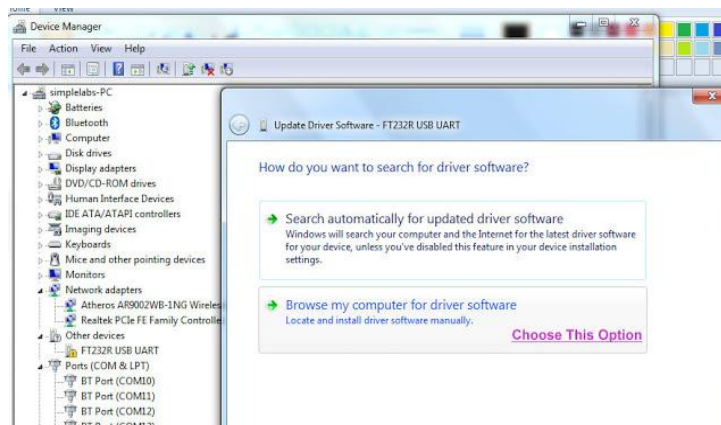 View
Device Manager
File Action View Help
simplelabs-PC
Batteries
Bluetooth
Computer
Disk drives
Display adapters
DVD/CD-ROM drives
Human Interface Devices
IDE ATA/ATAPI controllers
Imaging devices
Keyboards
Mice and other pointing devices
Monitors
Network adapters
Atheros AR9002WB-1NG Wireles
Realtek PCIe FE Family Controlle
Other devices
FT232R USB UART
Ports (COM & LPT)
BT Port (COM10)
BT Port (COM11)
BT Port (COM12)
Update Driver Software - FT232R USB UART
How do you want to search for driver software?
Search automatically for updated driver software
Windows will search your computer and the Internet for the latest driver software
for your device, unless you've disabled this feature in your device installation
settings.
Browse my computer for driver software
Locate and install driver software manually.
Choose This Option